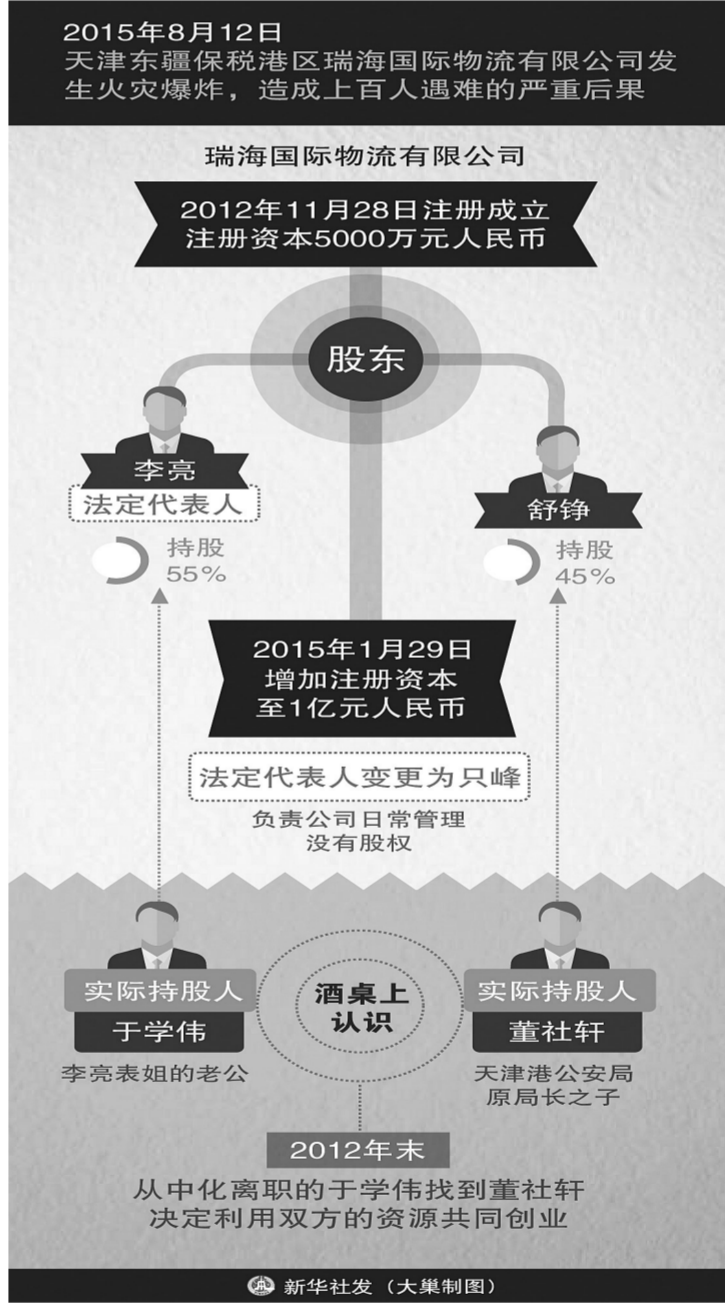 2015年8月12日
天津东疆保税港区瑞海国际物流有限公司发
生火灾爆炸，造成上百人遇难的严重后果
瑞海国际物流有限公司
2012年11月28日注册成立
注册资本5000万元人民币
股东
李亮
法定代表人
持股
55%
舒铮
持股
45%
2015年1月29日
增加注册资本
至1亿元人民币
法定代表人变更为只峰
负责公司日常管理
没有股权
实际持股人
于学伟
李亮表姐的老公
酒桌上
认识
实际持股人
董社轩
天津港公安局
原局长之子
2012年末
从中化离职的于学伟找到董社轩
决定利用双方的资源共同创业
新华社发（大巢制图）